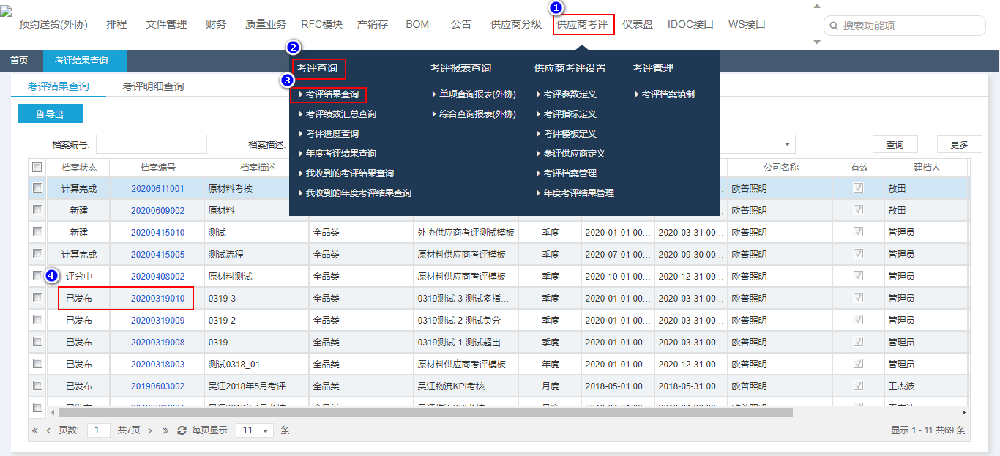 1
预约送货(外协) 排程 文件管理 财务 质量业务 RFC模块 产销存 BOM 公告 供应商分级 供应商考评 仪表盘 IDOC接口 WS接口 搜索功能项
2
首页 考评结果查询
考评查询 考评报表查询 供应商考评设置 考评管理
3
考评结果查询 考评明细查询
考评结果查询 单项查询报表(外协) 考评参数定义 考评档案填制
导出
考评绩效汇总查询 综合查询报表(外协) 考评指标定义
考评进度查询 考评模板定义
档案编号: 档案描述: 查询 更多
年度考评结果查询 参评供应商定义
我收到的考评结果查询 考评档案管理
我收到的年度考评结果查询 年度考评结果管理
档案状态 档案编号 档案描述 公司名称 有效 建档人
计算完成 20200611001 原材料考核 欧普照明 敖田
新建 20200609002 原材料 欧普照明 敖田
新建 20200415010 测试 全品类 外协供应商考评测试模板 季度 2020-01-01 00... 2020-03-31 00... 欧普照明 管理员
计算完成 20200415005 测试流程 全品类 原材料供应商考评模板 季度 2020-07-01 00... 2020-09-30 00... 欧普照明 管理员
4 评分中 20200408002 原材料测试 全品类 原材料供应商考评模板 季度 2020-10-01 00... 2020-12-31 00... 欧普照明 管理员
已发布 20200319010 0319-3 全品类 0319测试-3-测试多指... 季度 2020-01-01 00... 2020-03-31 00... 欧普照明 管理员
已发布 20200319009 0319-2 全品类 0319测试-2-测试负分 季度 2020-01-01 00... 2020-03-31 00... 欧普照明 管理员
已发布 20200319008 0319 全品类 0319测试-1-测试超出... 季度 2020-01-01 00... 2020-03-31 00... 欧普照明 管理员
已发布 20200318003 测试0318_01 全品类 原材料供应商考评模板 年度 2020-01-01 00... 2020-12-31 00... 欧普照明 管理员
已发布 20190603002 吴江2018年5月考评 全品类 吴江物流KPI考核 月度 2018-05-01 00... 2018-05-31 00... 欧普照明 王杰波
页数: 1 共7页 每页显示 11 条 显示 1 - 11 共69 条